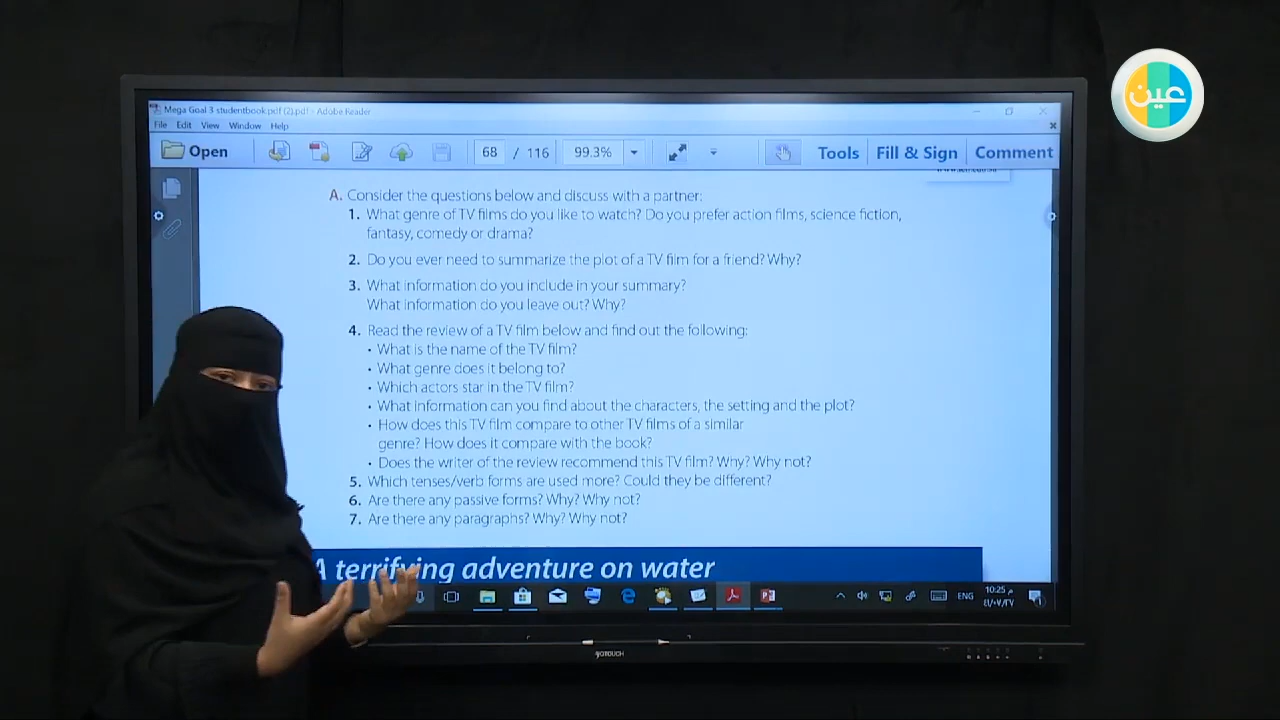 عين
Mega Goal 3 studentbook.pdf (2).pdf - Adobe Reader
File Edit View Window Help
Open 68 / 116 99.3% Tools Fill & Sign Comment
A. Consider the questions below and discuss with a partner:
1. What genre of TV films do you like to watch? Do you prefer action films, science fiction,
fantasy, comedy or drama?
2. Do you ever need to summarize the plot of a TV film for a friend? Why?
3. What information do you include in your summary?
What information do you leave out? Why?
4. Read the review of a TV film below and find out the following:
• What is the name of the TV film?
• What genre does it belong to?
• Which actors star in the TV film?
• What information can you find about the characters, the setting and the plot?
• How does this TV film compare to other TV films of a similar
genre? How does it compare with the book?
• Does the writer of the review recommend this TV film? Why? Why not?
5. Which tenses/verb forms are used more? Could they be different?
6. Are there any passive forms? Why? Why not?
7. Are there any paragraphs? Why? Why not?
A terrifying adventure on water
ENG
10:25 م